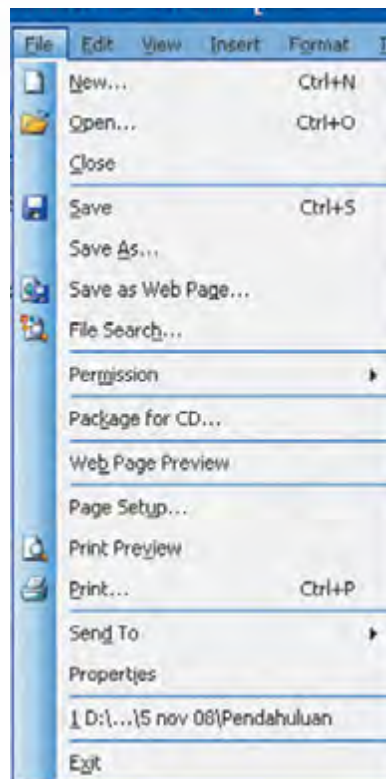 File Edit View Insert Format
New... Ctrl+N
Open... Ctrl+O
Close
Save Ctrl+S
Save As...
Save as Web Page...
File Search...
Permission
Package for CD...
Web Page Preview
Page Setup...
Print Preview
Print... Ctrl+P
Send To
Properties
1 D:\...\5 nov 08\Pendahuluan
Exit